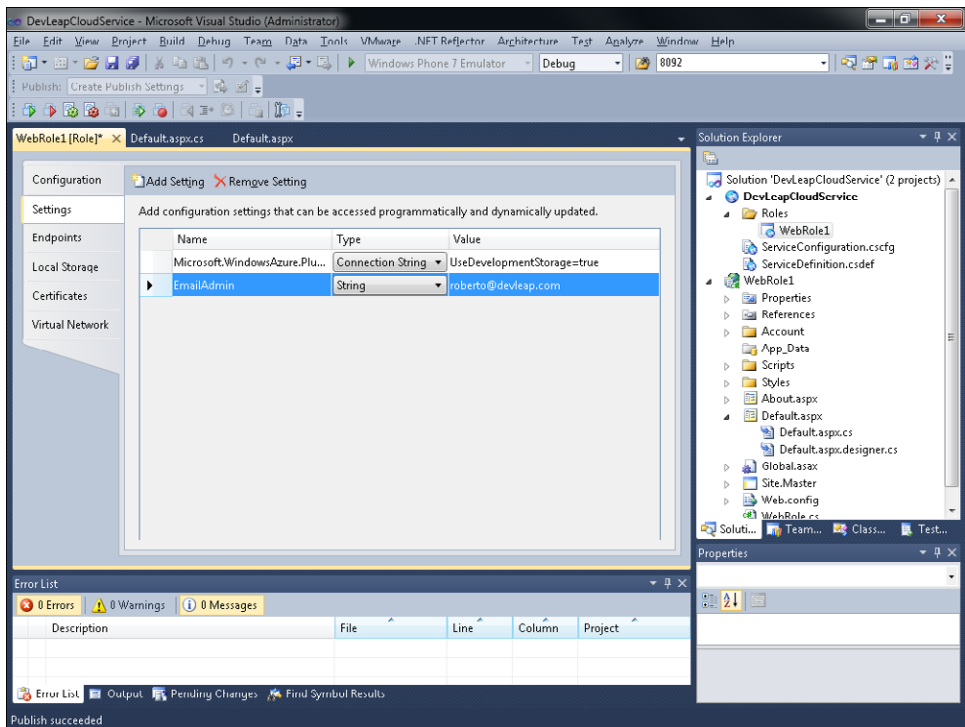 DevLeapCloudService - Microsoft Visual Studio (Administrator)
File Edit View Project Build Debug Team Data Tools VMware .NET Reflector Architecture Test Analyze Window Help
Windows Phone 7 Emulator Debug 8092
Publish: Create Publish Settings
WebRole1 [Role]* Default.aspx.cs Default.aspx
Configuration
Settings
Endpoints
Local Storage
Certificates
Virtual Network
Add Setting Remove Setting
Add configuration settings that can be accessed programmatically and dynamically updated.
Name Type Value
Microsoft.WindowsAzure.Plu... Connection String UseDevelopmentStorage=true
EmailAdmin String roberto@devleap.com
Solution Explorer
Solution 'DevLeapCloudService' (2 projects)
DevLeapCloudService
Roles
WebRole1
ServiceConfiguration.cscfg
ServiceDefinition.csdef
WebRole1
Properties
References
Account
App_Data
Scripts
Styles
About.aspx
Default.aspx
Default.aspx.cs
Default.aspx.designer.cs
Global.asax
Site.Master
Web.config
WebRole.cs
Soluti... Team... Class... Test...
Properties
Error List
0 Errors 0 Warnings 0 Messages
Description File Line Column Project
Error List Output Pending Changes Find Symbol Results
Publish succeeded